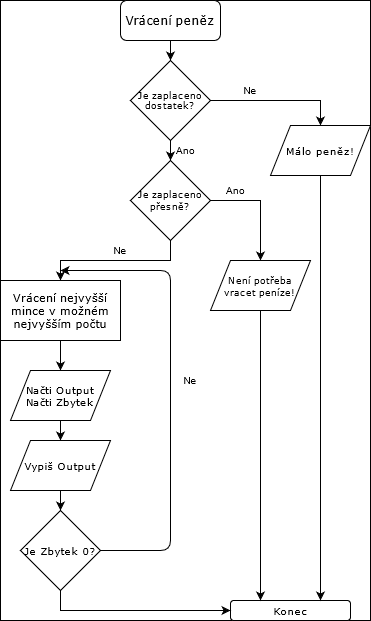 Vrácení peněz
Je zaplaceno
dostatek?
Ne
Málo peněz!
Ano
Je zaplaceno
přesně?
Ano
Není potřeba
vracet peníze!
Ne
Vrácení nejvyšší
mince v možném
nejvyšším počtu
Načti Output
Načti Zbytek
Ne
Vypiš Output
Je Zbytek 0?
Konec